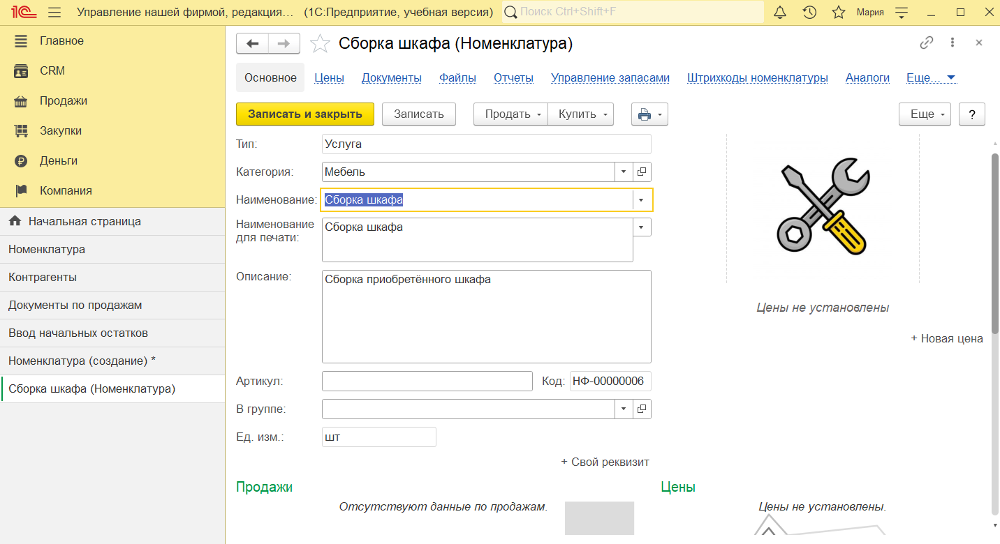 1С Управление нашей фирмой, редакция... (1С:Предприятие, учебная версия) Поиск Ctrl+Shift+F Мария
Главное
CRM
Продажи
Закупки
Деньги
Компания
Начальная страница
Номенклатура
Контрагенты
Документы по продажам
Ввод начальных остатков
Номенклатура (создание) *
Сборка шкафа (Номенклатура)
Сборка шкафа (Номенклатура)
Основное Цены Документы Файлы Отчеты Управление запасами Штрихкоды номенклатуры Аналоги Еще...
Записать и закрыть Записать Продать Купить Еще ?
Тип: Услуга
Категория: Мебель
Наименование: Сборка шкафа
Наименование
для печати: Сборка шкафа
Описание: Сборка приобретённого шкафа
Цены не установлены
+ Новая цена
Артикул: Код: НФ-00000006
В группе:
Ед. изм.: шт
+ Свой реквизит
Продажи
Отсутствуют данные по продажам.
Цены
Цены не установлены.